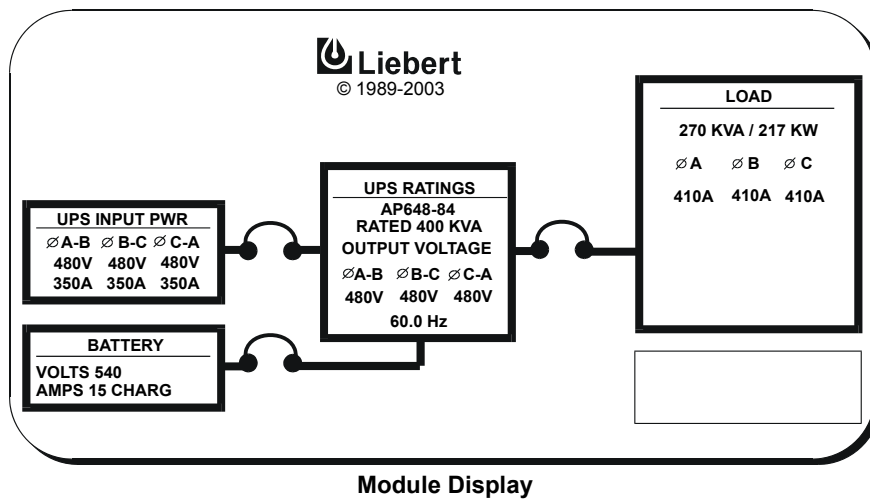 Liebert
© 1989-2003
UPS INPUT PWR
∅A-B ∅B-C ∅C-A
480V 480V 480V
350A 350A 350A
BATTERY
VOLTS 540
AMPS 15 CHARG
UPS RATINGS
AP648-84
RATED 400 KVA
OUTPUT VOLTAGE
∅A-B ∅B-C ∅C-A
480V 480V 480V
60.0 Hz
LOAD
270 KVA / 217 KW
∅A ∅B ∅C
410A 410A 410A
Module Display